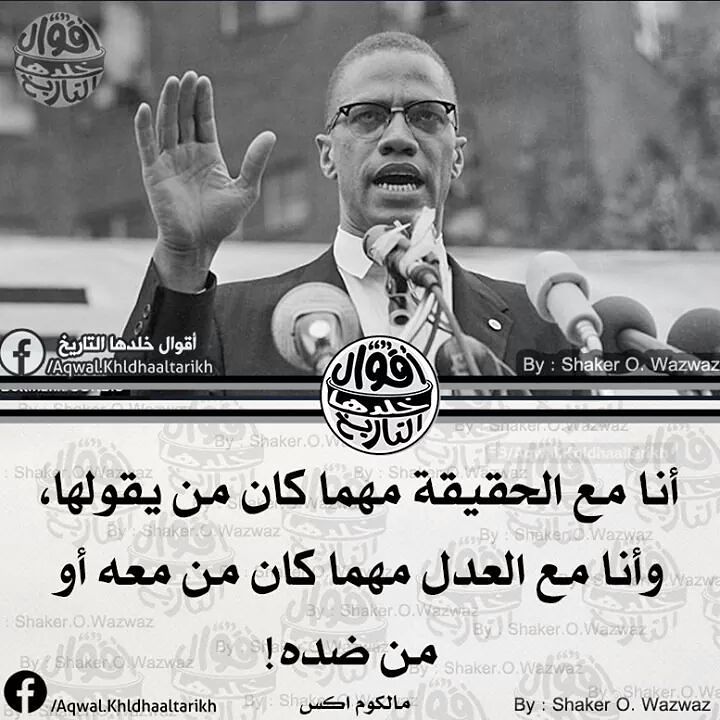 أقوال
خلدها
التاريخ
أقوال خلدها التاريخ
/Aqwal.Khldhaaltarikh
By : Shaker O. Wazwaz
أقوال
خلدها
التاريخ
أنا مع الحقيقة مهما كان من يقولها،
وأنا مع العدل مهما كان من معه أو
من ضده!
مالكوم اكس
/Aqwal.Khldhaaltarikh
By : Shaker O. Wazwaz